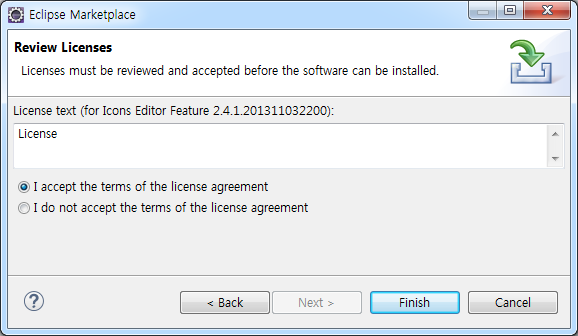 Eclipse Marketplace
Review Licenses
Licenses must be reviewed and accepted before the software can be installed.
License text (for Icons Editor Feature 2.4.1.201311032200):
License
I accept the terms of the license agreement
I do not accept the terms of the license agreement
?
< Back
Next >
Finish
Cancel